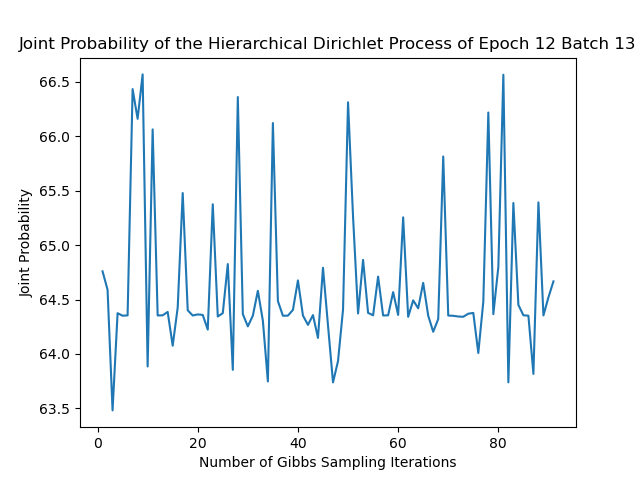 Joint Probability of the Hierarchical Dirichlet Process of Epoch 12 Batch 13
66.5
66.0
65.5
65.0
64.5
64.0
63.5
Joint Probability
0 20 40 60 80
Number of Gibbs Sampling Iterations